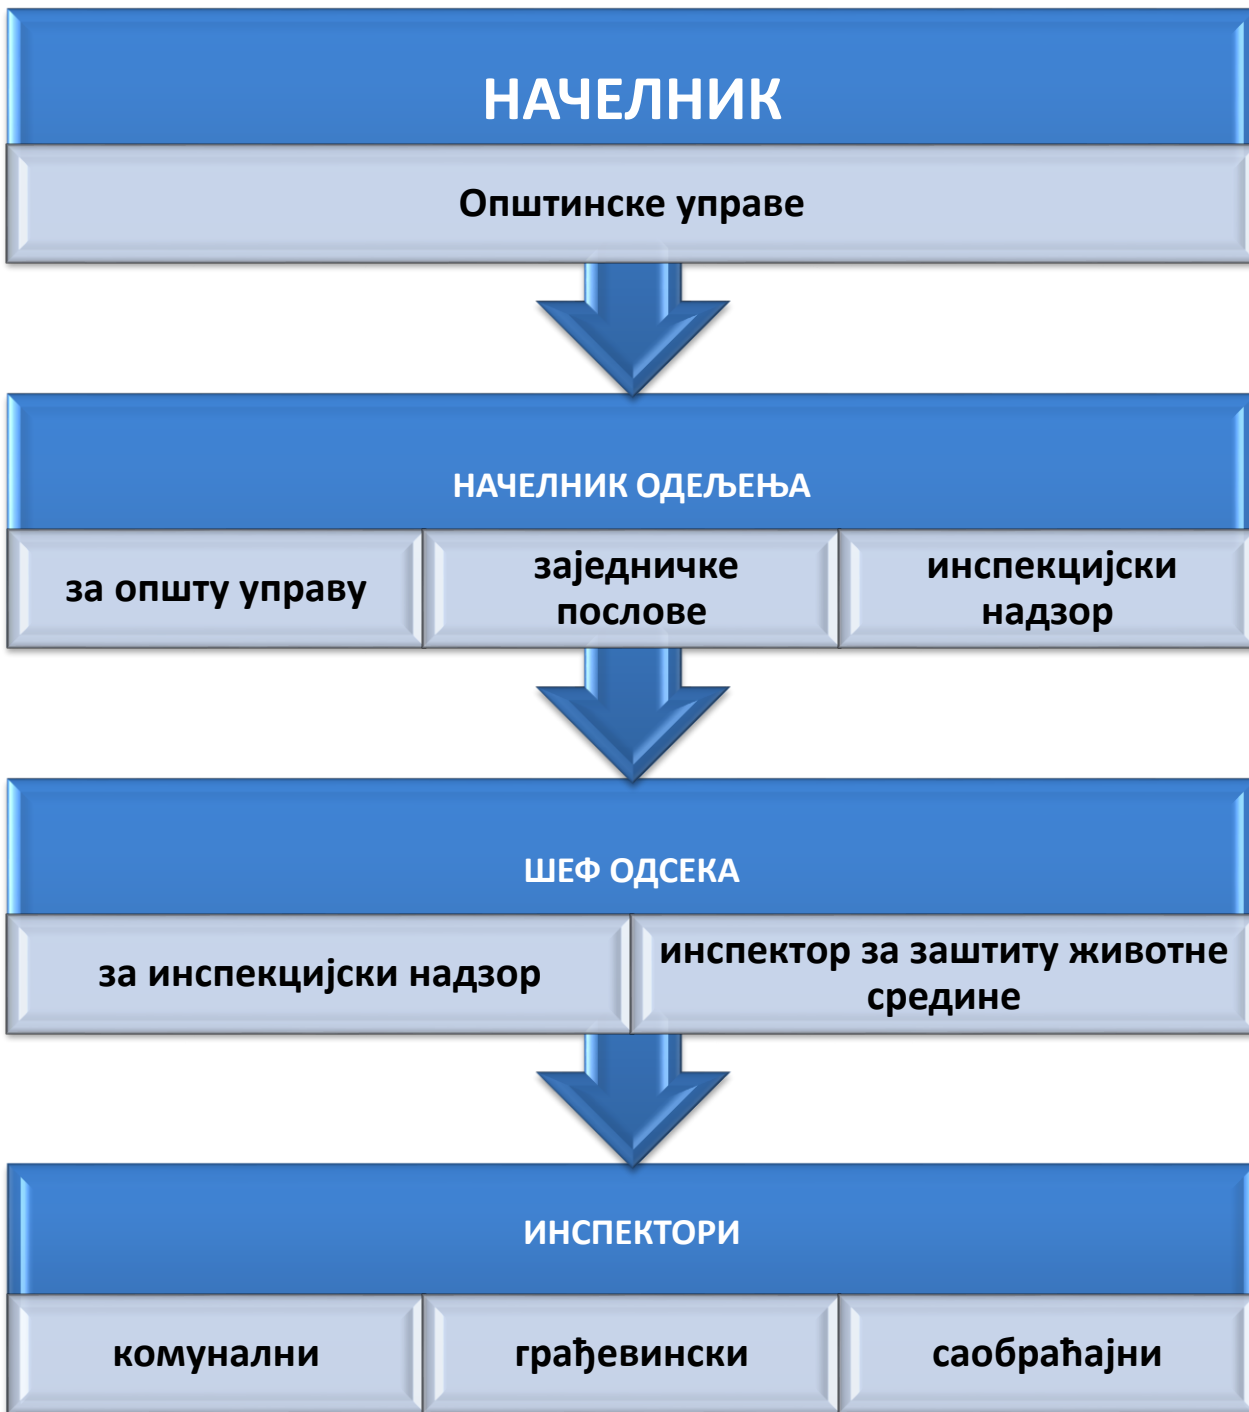 НАЧЕЛНИК
Општинске управе
НАЧЕЛНИК ОДЕЉЕЊА
за општу управу
заједничке
послове
инспекцијски
надзор
ШЕФ ОДСЕКА
за инспекцијски надзор
инспектор за заштиту животне
средине
ИНСПЕКТОРИ
комунални
грађевински
саобраћајни